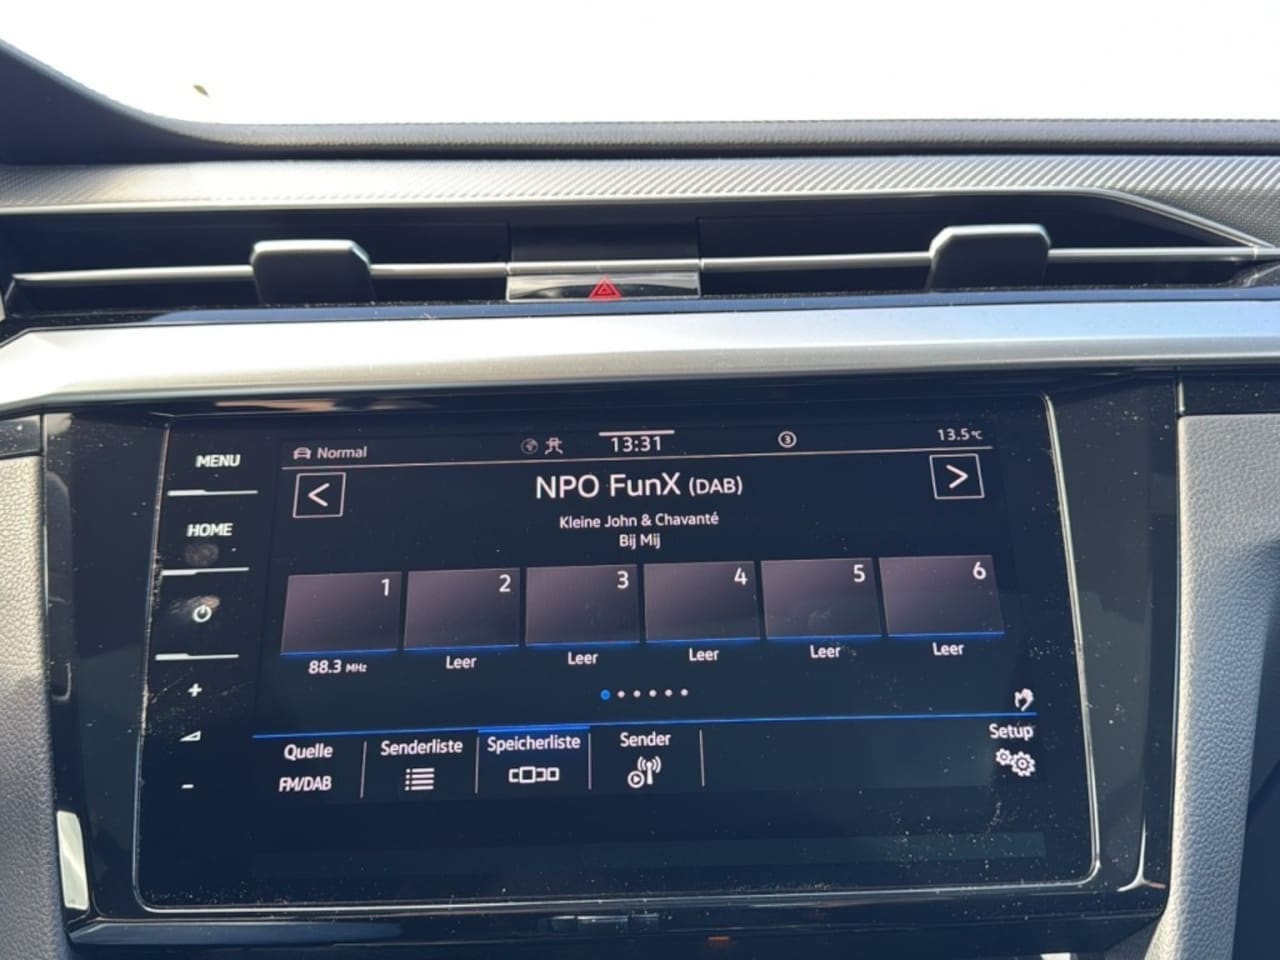 MENU
Normal
13:31
3
13.5°C
HOME
<
NPO FunX (DAB)
>
Kleine John & Chavanté
Bij Mij
1
2
3
4
5
6
88.3 MHz
Leer
Leer
Leer
Leer
Leer
+
-
Quelle
FM/DAB
Senderliste
Speicherliste
Sender
Setup